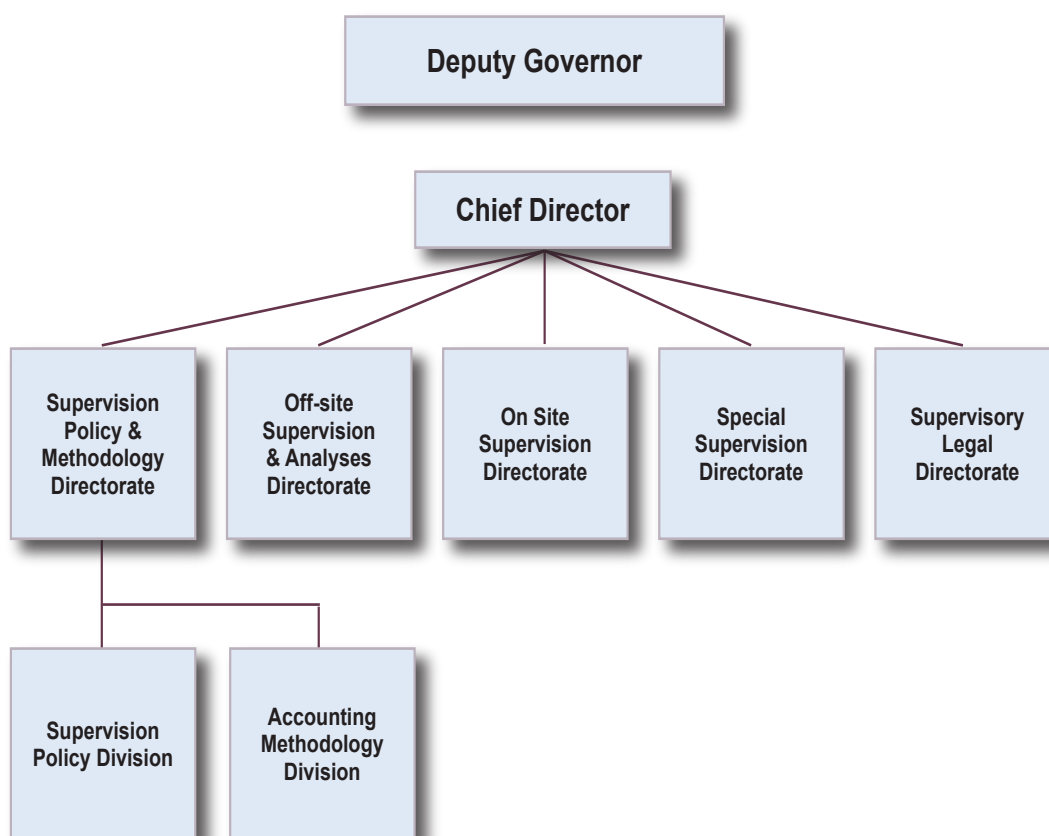 Deputy Governor
Chief Director
Supervision
Policy &
Methodology
Directorate
Off-site
Supervision
& Analyses
Directorate
On Site
Supervision
Directorate
Special
Supervision
Directorate
Supervisory
Legal
Directorate
Supervision
Policy Division
Accounting
Methodology
Division